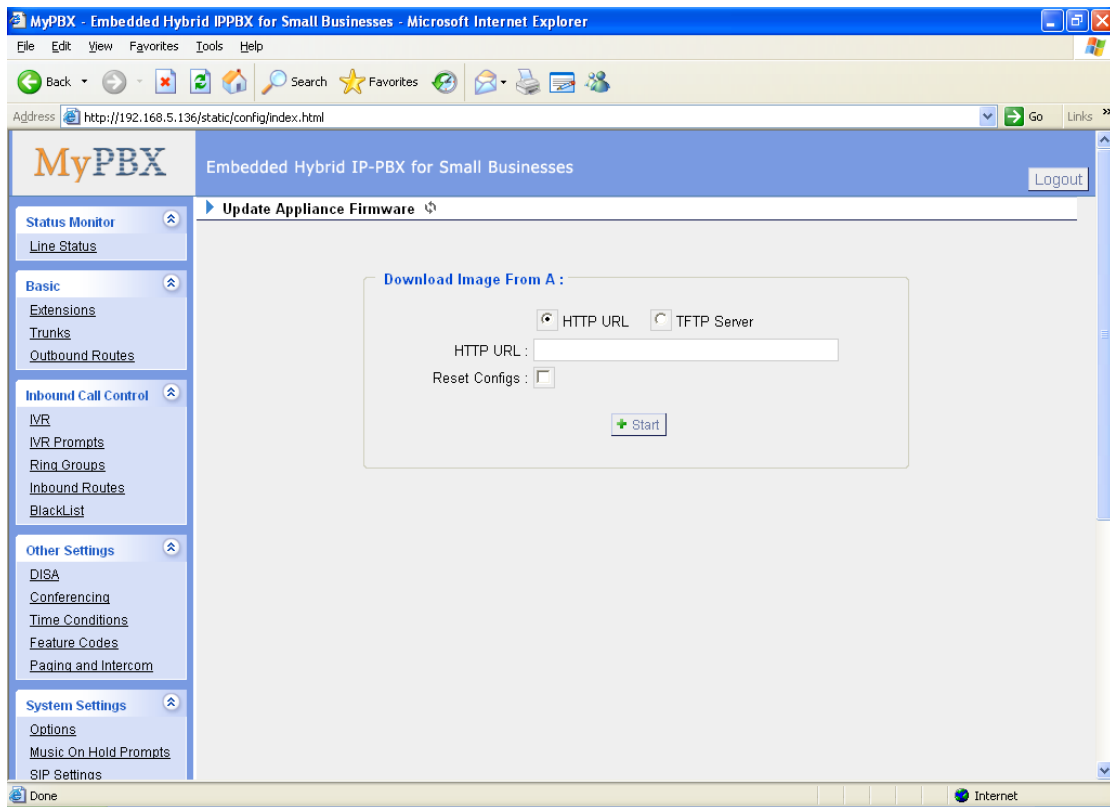 MyPBX - Embedded Hybrid IPPBX for Small Businesses - Microsoft Internet Explorer
File Edit View Favorites Tools Help
Back Search Favorites
Address http://192.168.5.136/static/config/index.html Go Links »
MyPBX
Embedded Hybrid IP-PBX for Small Businesses
Logout
Update Appliance Firmware
Status Monitor
Line Status
Basic
Extensions
Trunks
Outbound Routes
Inbound Call Control
IVR
IVR Prompts
Ring Groups
Inbound Routes
BlackList
Other Settings
DISA
Conferencing
Time Conditions
Feature Codes
Paging and Intercom
System Settings
Options
Music On Hold Prompts
SIP Settings
Download Image From A :
HTTP URL TFTP Server
HTTP URL :
Reset Configs :
Start
Done Internet